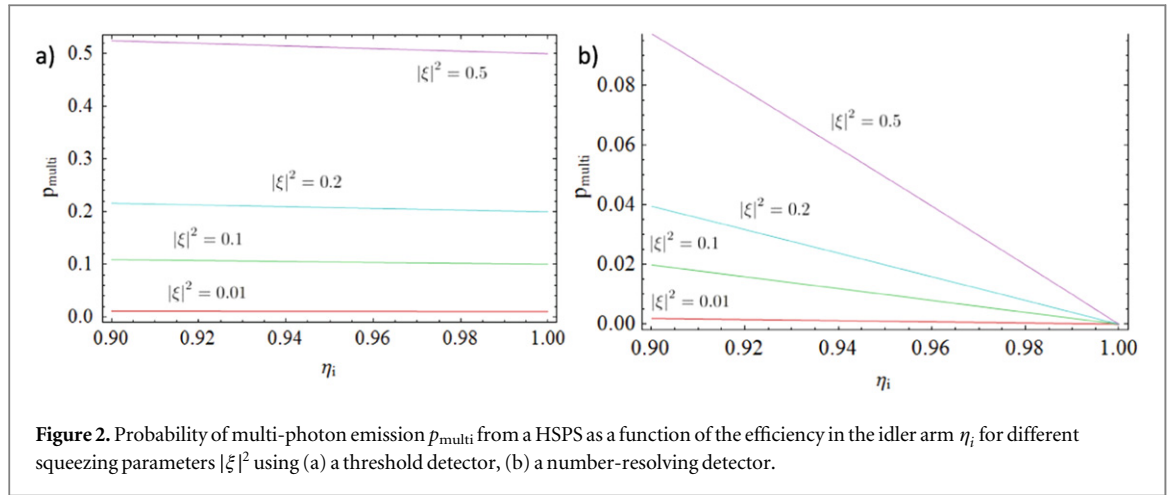 a)
p_multi
0.5
0.4
0.3
0.2
0.1
0.0
|ξ|² = 0.5
|ξ|² = 0.2
|ξ|² = 0.1
|ξ|² = 0.01
0.90 0.92 0.94 0.96 0.98 1.00
η_i
b)
p_multi
0.08
0.06
0.04
0.02
0.00
|ξ|² = 0.5
|ξ|² = 0.2
|ξ|² = 0.1
|ξ|² = 0.01
0.90 0.92 0.94 0.96 0.98 1.00
η_i
Figure 2. Probability of multi-photon emission p_multi from a HSPS as a function of the efficiency in the idler arm η_i for different
squeezing parameters |ξ|² using (a) a threshold detector, (b) a number-resolving detector.